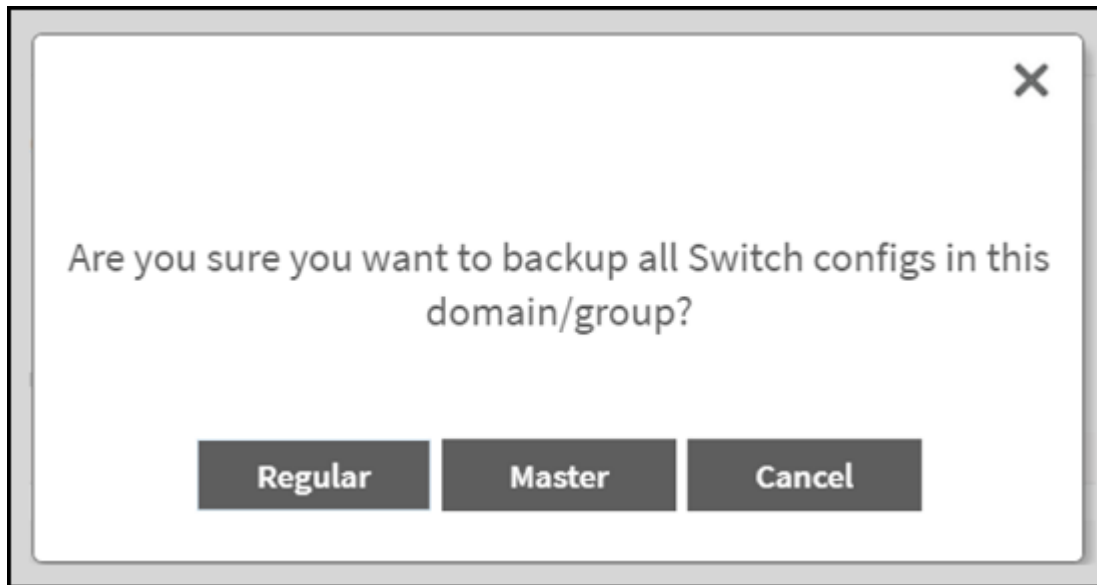 Are you sure you want to backup all Switch configs in this
domain/group?
Regular Master Cancel